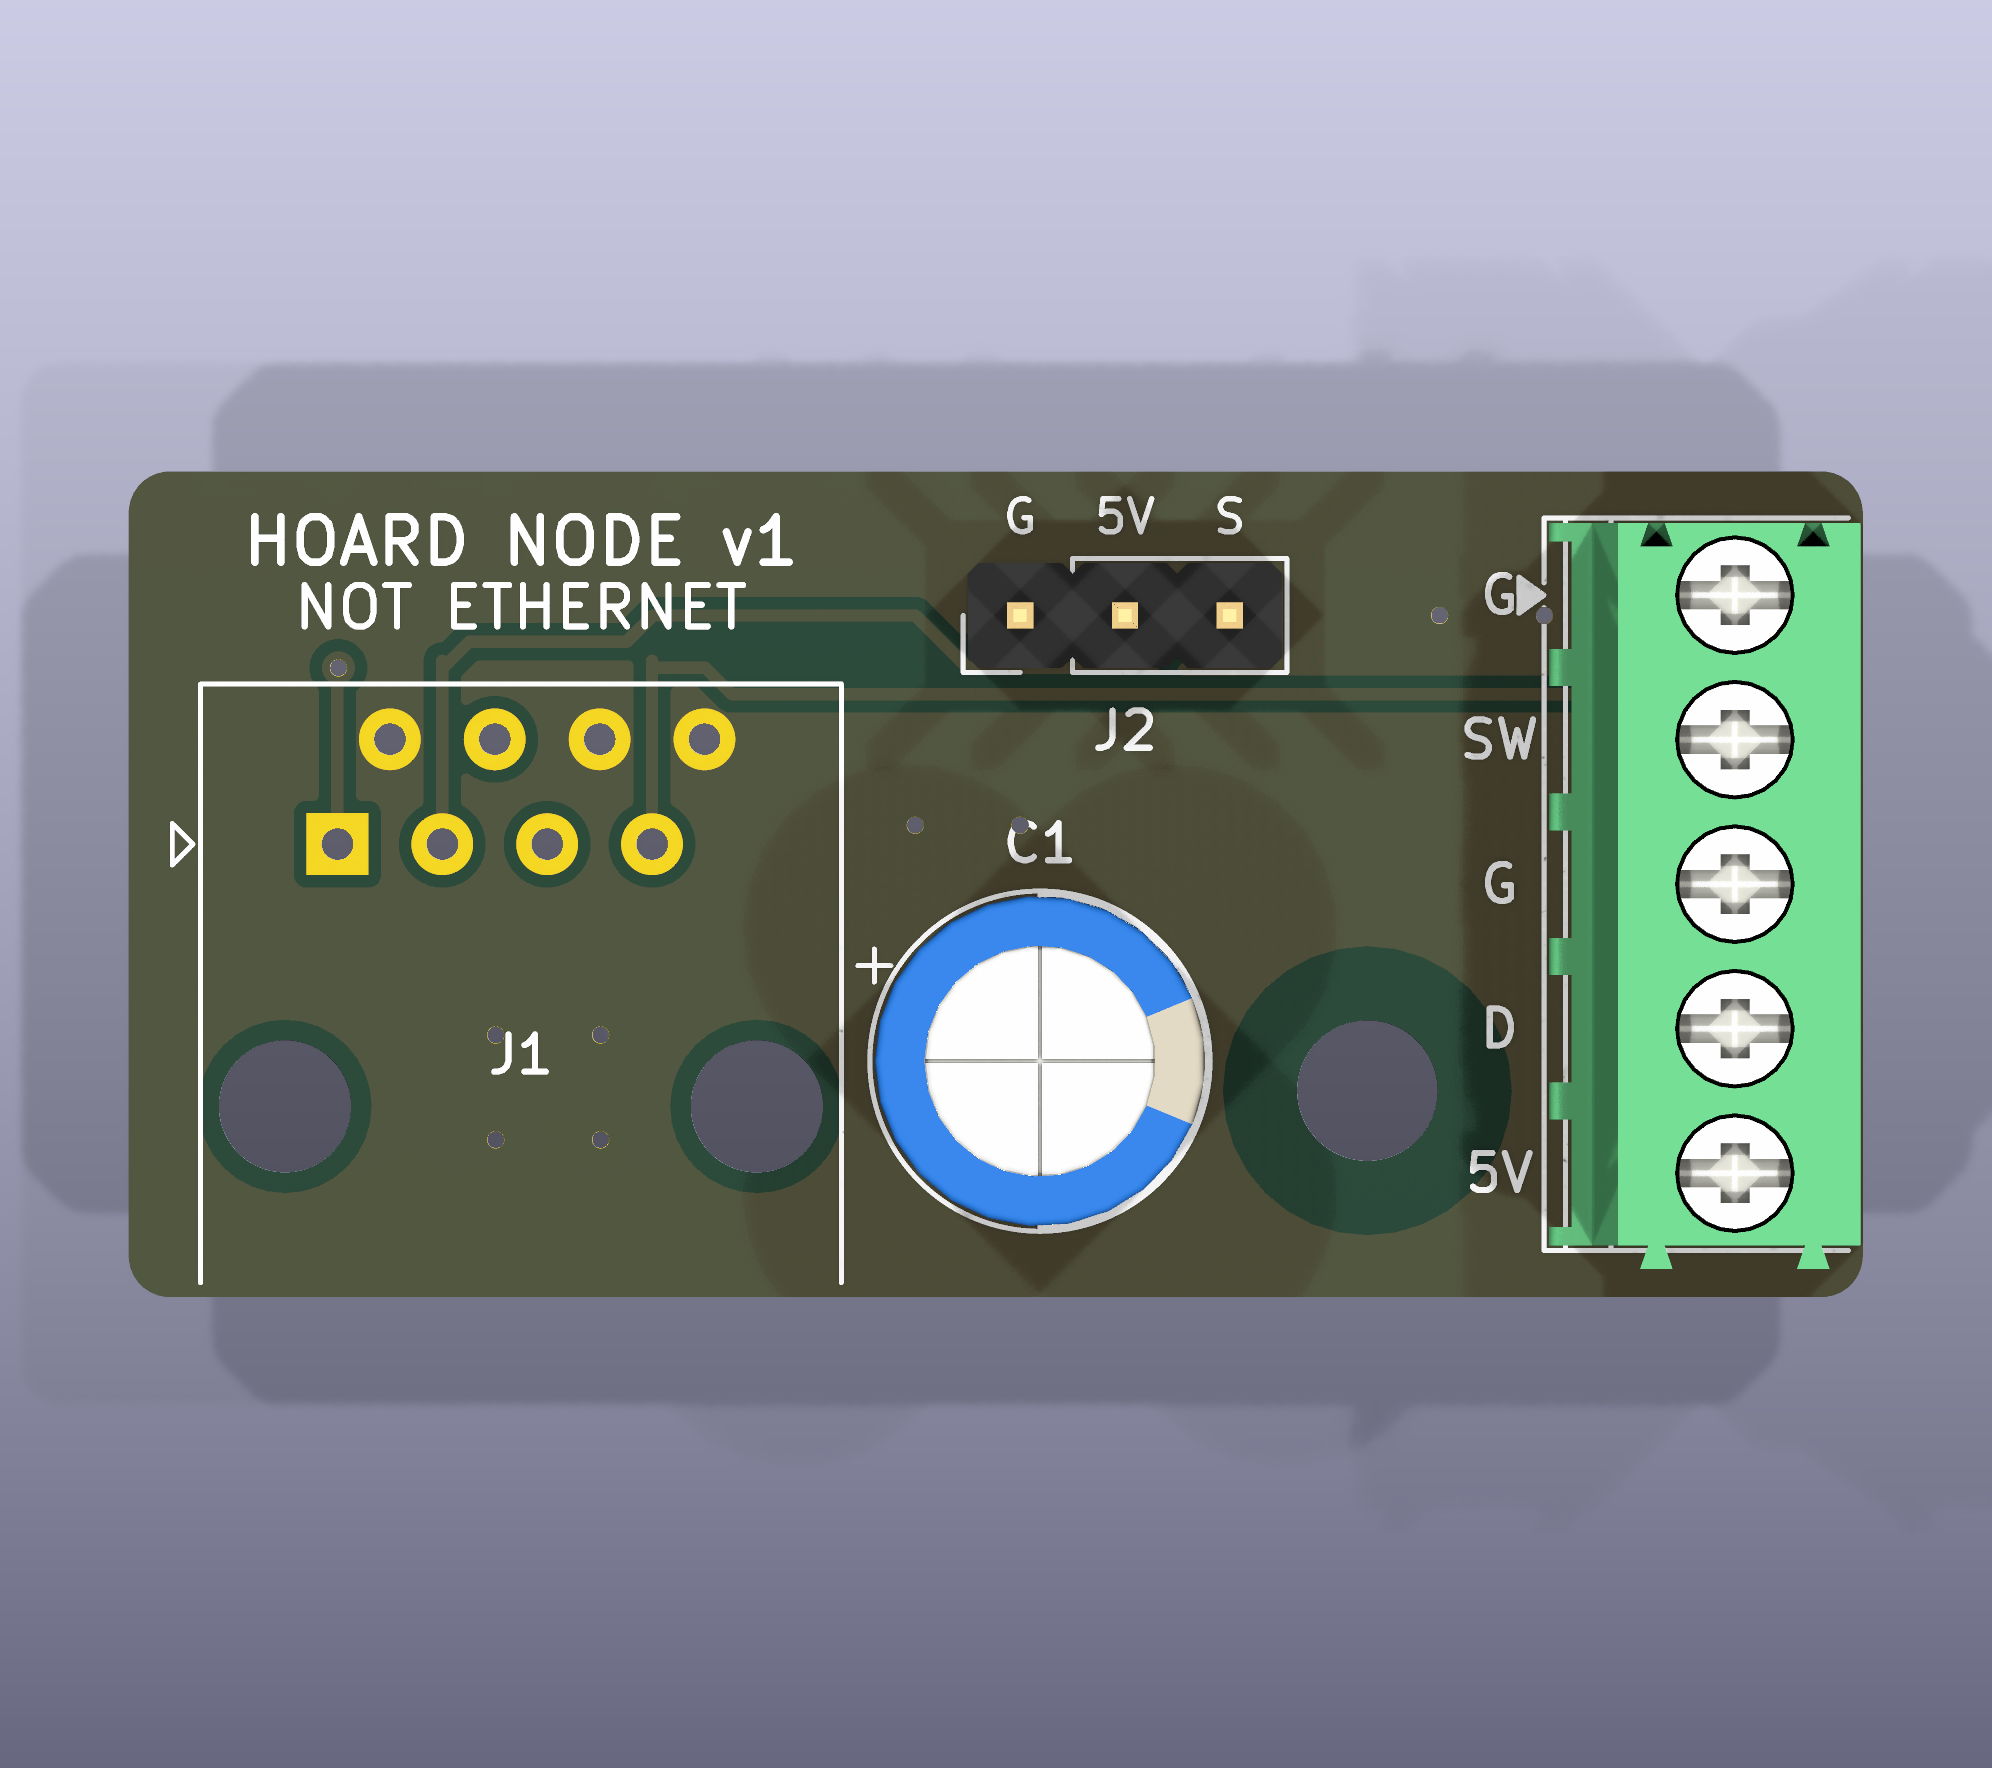 HOARD NODE v1
NOT ETHERNET
G 5V S
J2
G
SW
G
D
5V
C1
+
J1